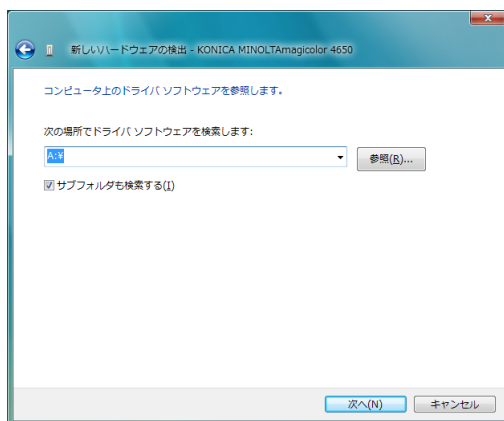 新しいハードウェアの検出 - KONICA MINOLTAmagicolor 4650
コンピュータ上のドライバ ソフトウェアを参照します。
次の場所でドライバ ソフトウェアを検索します:
A:¥
参照(R)...
サブフォルダも検索する(I)
次へ(N)
キャンセル